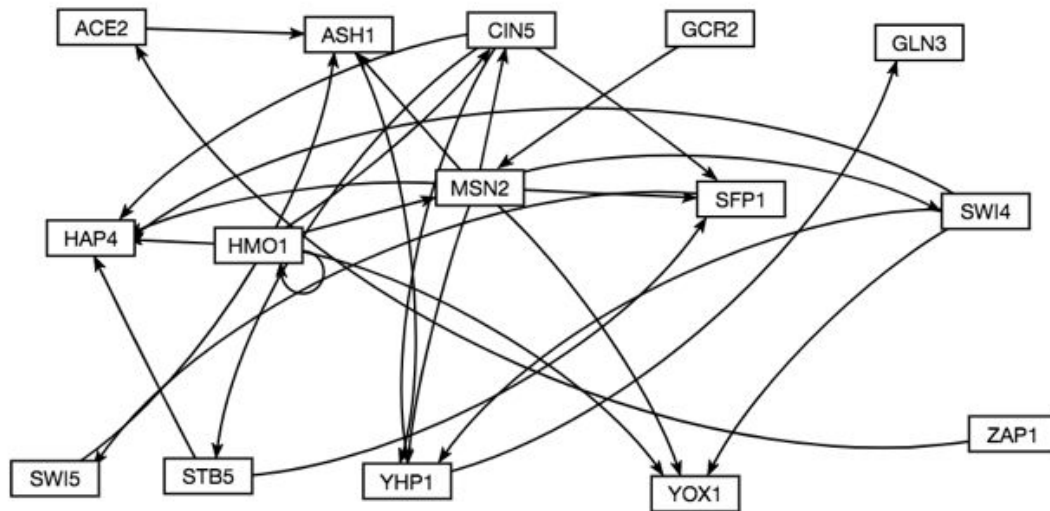 ACE2
ASH1
CIN5
GCR2
GLN3
MSN2
SFP1
SWI4
HAP4
HMO1
ZAP1
SWI5
STB5
YHP1
YOX1